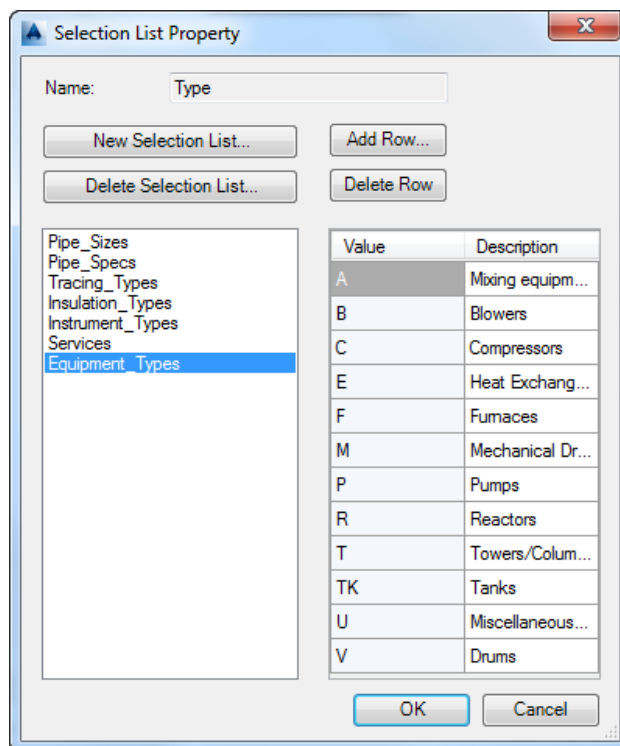 Selection List Property
Name: Type
New Selection List... Add Row...
Delete Selection List... Delete Row
Pipe_Sizes
Pipe_Specs
Tracing_Types
Insulation_Types
Instrument_Types
Services
Equipment_Types
Value Description
A Mixing equipm...
B Blowers
C Compressors
E Heat Exchang...
F Furnaces
M Mechanical Dr...
P Pumps
R Reactors
T Towers/Colum...
TK Tanks
U Miscellaneous...
V Drums
OK Cancel